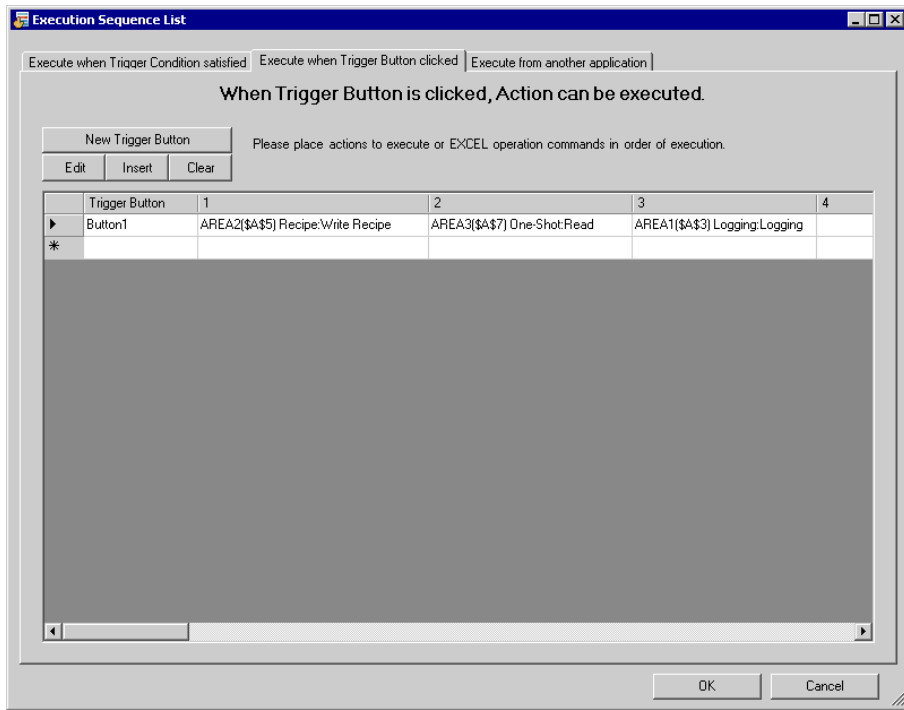 Execution Sequence List
Execute when Trigger Condition satisfied Execute when Trigger Button clicked Execute from another application
When Trigger Button is clicked, Action can be executed.
New Trigger Button
Please place actions to execute or EXCEL operation commands in order of execution.
Edit Insert Clear
Trigger Button 1 2 3 4
Button1 AREA2($A$5) Recipe:Write Recipe AREA3($A$7) One-Shot:Read AREA1($A$3) Logging:Logging
OK Cancel